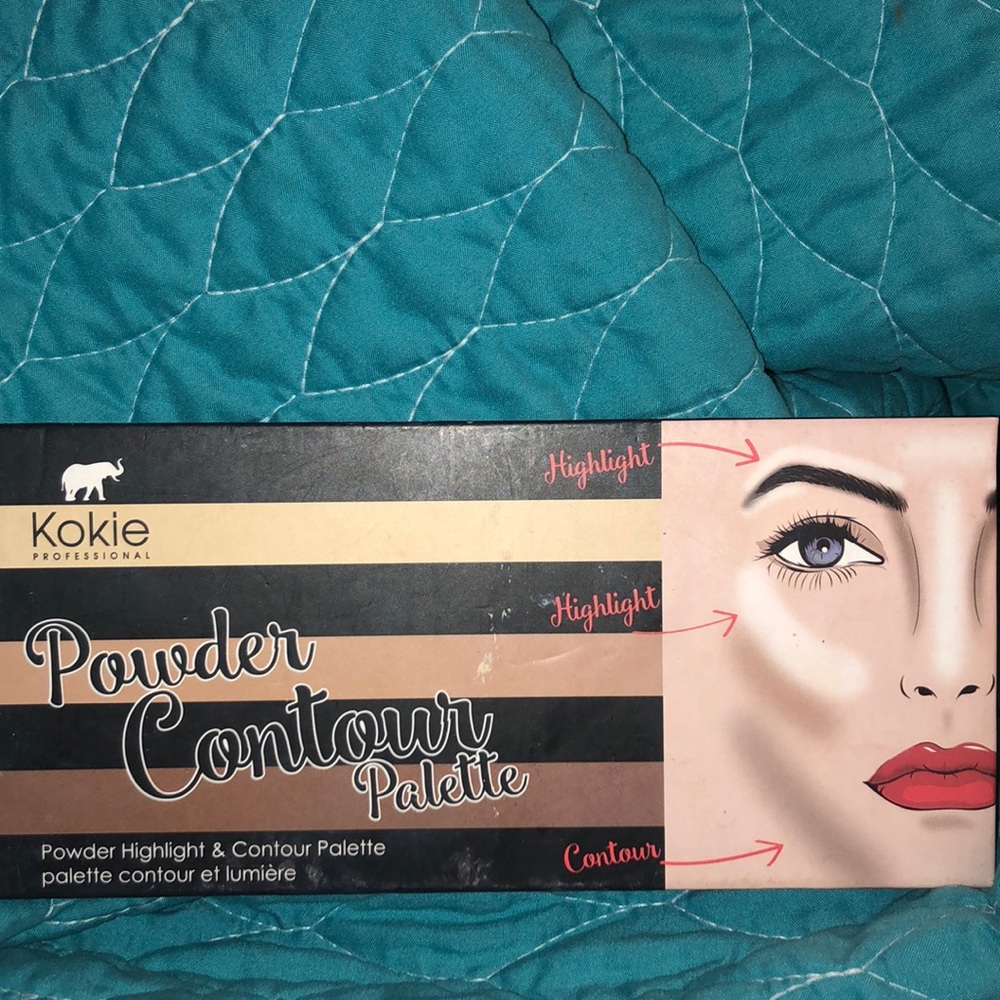 Kokie
PROFESSIONAL
Powder
Contour
Palette
Powder Highlight & Contour Palette
palette contour et lumière
Highlight
Highlight
Contour